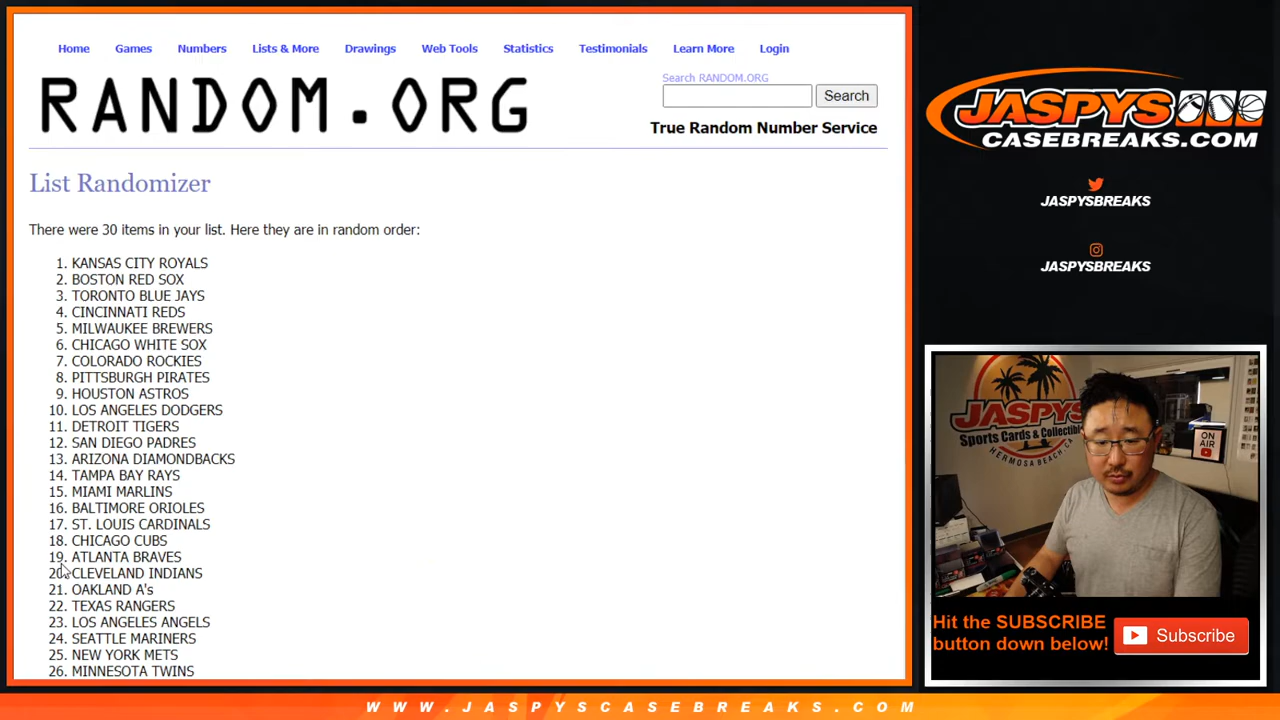 Home Games Numbers Lists & More Drawings Web Tools Statistics Testimonials Learn More Login
RANDOM.ORG
Search RANDOM.ORG
Search
True Random Number Service
List Randomizer
There were 30 items in your list. Here they are in random order:
1. KANSAS CITY ROYALS
2. BOSTON RED SOX
3. TORONTO BLUE JAYS
4. CINCINNATI REDS
5. MILWAUKEE BREWERS
6. CHICAGO WHITE SOX
7. COLORADO ROCKIES
8. PITTSBURGH PIRATES
9. HOUSTON ASTROS
10. LOS ANGELES DODGERS
11. DETROIT TIGERS
12. SAN DIEGO PADRES
13. ARIZONA DIAMONDBACKS
14. TAMPA BAY RAYS
15. MIAMI MARLINS
16. BALTIMORE ORIOLES
17. ST. LOUIS CARDINALS
18. CHICAGO CUBS
19. ATLANTA BRAVES
20. CLEVELAND INDIANS
21. OAKLAND A's
22. TEXAS RANGERS
23. LOS ANGELES ANGELS
24. SEATTLE MARINERS
25. NEW YORK METS
26. MINNESOTA TWINS
JASPYS
CASEBREAKS.COM
JASPYSBREAKS
JASPYSBREAKS
JASPYS
Sports Cards & Collectibl
HERMOSA BEACH, CA
ON AIR
Hit the SUBSCRIBE
button down below!
Subscribe
WWW.JASPYSCASEBREAKS.COM